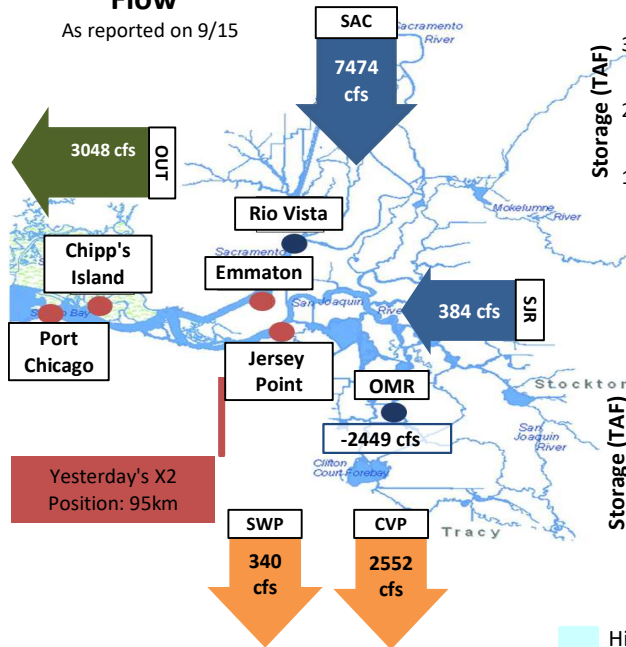 Flow
As reported on 9/15
SAC
Sacramento
River
7474
cfs
3048 cfs
OUT
Rio Vista
Mokelumne
River
Chipp's
Island
Sacramento
Emmaton
San Joaquin
River
384 cfs
SJR
Port
Chicago
Jersey
Point
OMR
Stockton
-2449 cfs
San
Joaquin
River
Clifton
Court Forebay
Yesterday's X2
Position: 95km
Tracy
SWP
CVP
340
cfs
2552
cfs
Storage (TAF)
3
2
1
Storage (TAF)
Hi